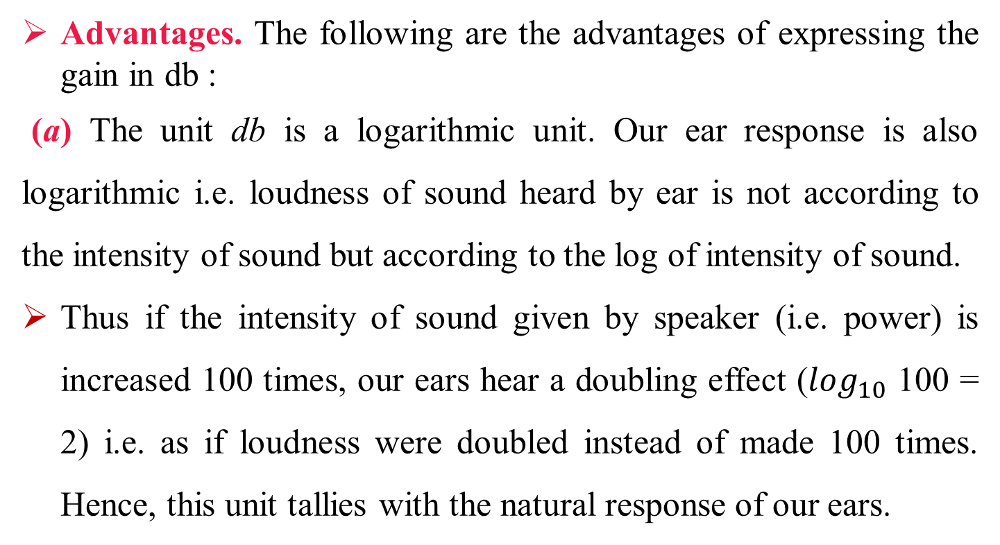 ➢ Advantages. The following are the advantages of expressing the
gain in db :
(a) The unit db is a logarithmic unit. Our ear response is also
logarithmic i.e. loudness of sound heard by ear is not according to
the intensity of sound but according to the log of intensity of sound.
➢ Thus if the intensity of sound given by speaker (i.e. power) is
increased 100 times, our ears hear a doubling effect (𝑙𝑜𝑔₁₀ 100 =
2) i.e. as if loudness were doubled instead of made 100 times.
Hence, this unit tallies with the natural response of our ears.